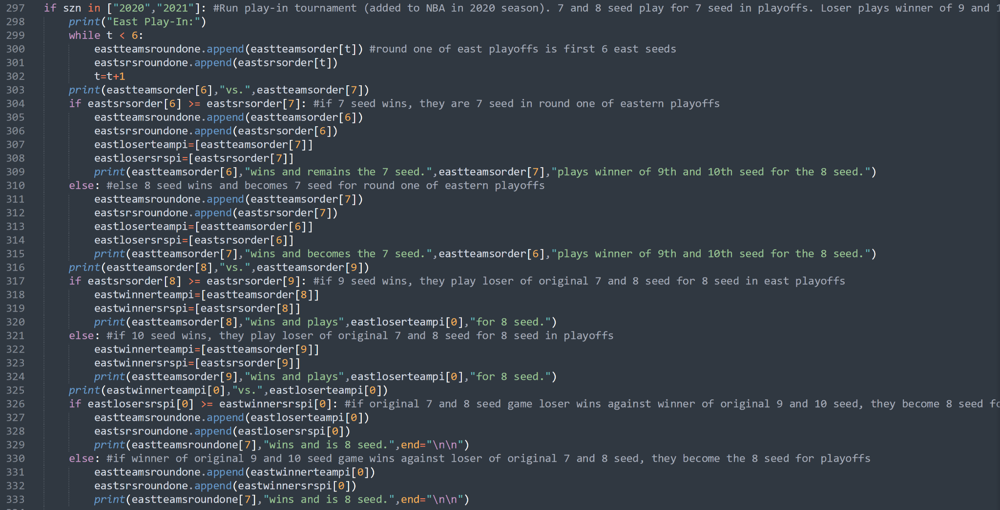 297 if szn in ["2020","2021"]: #Run play-in tournament (added to NBA in 2020 season). 7 and 8 seed play for 7 seed in playoffs. Loser plays winner of 9 and
298 print("East Play-In:")
299 while t < 6:
300 eastteamsroundone.append(eastteamsorder[t]) #round one of east playoffs is first 6 east seeds
301 eastsrsroundone.append(eastsrsorder[t])
302 t=t+1
303 print(eastteamsorder[6],"vs.",eastteamsorder[7])
304 if eastsrsorder[6] >= eastsrsorder[7]: #if 7 seed wins, they are 7 seed in round one of eastern playoffs
305 eastteamsroundone.append(eastteamsorder[6])
306 eastsrsroundone.append(eastsrsorder[6])
307 eastloserteampi=[eastteamsorder[7]]
308 eastlosersrspi=[eastsrsorder[7]]
309 print(eastteamsorder[6],"wins and remains the 7 seed.",eastteamsorder[7],"plays winner of 9th and 10th seed for the 8 seed.")
310 else: #else 8 seed wins and becomes 7 seed for round one of eastern playoffs
311 eastteamsroundone.append(eastteamsorder[7])
312 eastsrsroundone.append(eastsrsorder[7])
313 eastloserteampi=[eastteamsorder[6]]
314 eastlosersrspi=[eastsrsorder[6]]
315 print(eastteamsorder[7],"wins and becomes the 7 seed.",eastteamsorder[6],"plays winner of 9th and 10th seed for the 8 seed.")
316 print(eastteamsorder[8],"vs.",eastteamsorder[9])
317 if eastsrsorder[8] >= eastsrsorder[9]: #if 9 seed wins, they play loser of original 7 and 8 seed for 8 seed in east playoffs
318 eastwinnerteampi=[eastteamsorder[8]]
319 eastwinnersrspi=[eastsrsorder[8]]
320 print(eastteamsorder[8],"wins and plays",eastloserteampi[0],"for 8 seed.")
321 else: #if 10 seed wins, they play loser of original 7 and 8 seed for 8 seed in playoffs
322 eastwinnerteampi=[eastteamsorder[9]]
323 eastwinnersrspi=[eastsrsorder[9]]
324 print(eastteamsorder[9],"wins and plays",eastloserteampi[0],"for 8 seed.")
325 print(eastwinnerteampi[0],"vs.",eastloserteampi[0])
326 if eastlosersrspi[0] >= eastwinnersrspi[0]: #if original 7 and 8 seed game loser wins against winner of original 9 and 10 seed, they become 8 seed
327 eastteamsroundone.append(eastloserteampi[0])
328 eastsrsroundone.append(eastlosersrspi[0])
329 print(eastteamsroundone[7],"wins and is 8 seed.",end="\n\n")
330 else: #if winner of original 9 and 10 seed game wins against loser of original 7 and 8 seed, they become the 8 seed for playoffs
331 eastteamsroundone.append(eastwinnerteampi[0])
332 eastsrsroundone.append(eastwinnersrspi[0])
333 print(eastteamsroundone[7],"wins and is 8 seed.",end="\n\n")